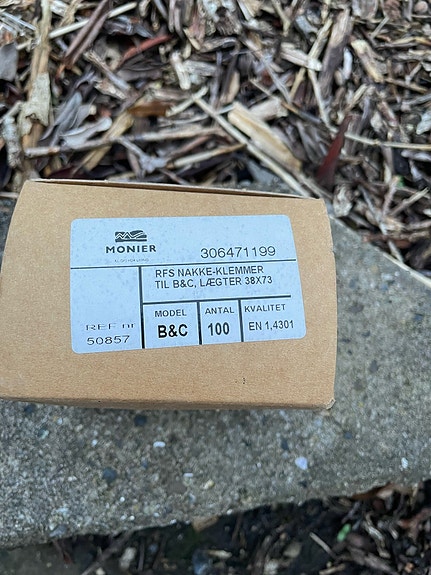 MONIER
306471199
RFS NAKKE-KLEMMER
TIL B&C, LÆGTER 38X73
REF nr
50857
MODEL
B&C
ANTAL
100
KVALITET
EN 1,4301